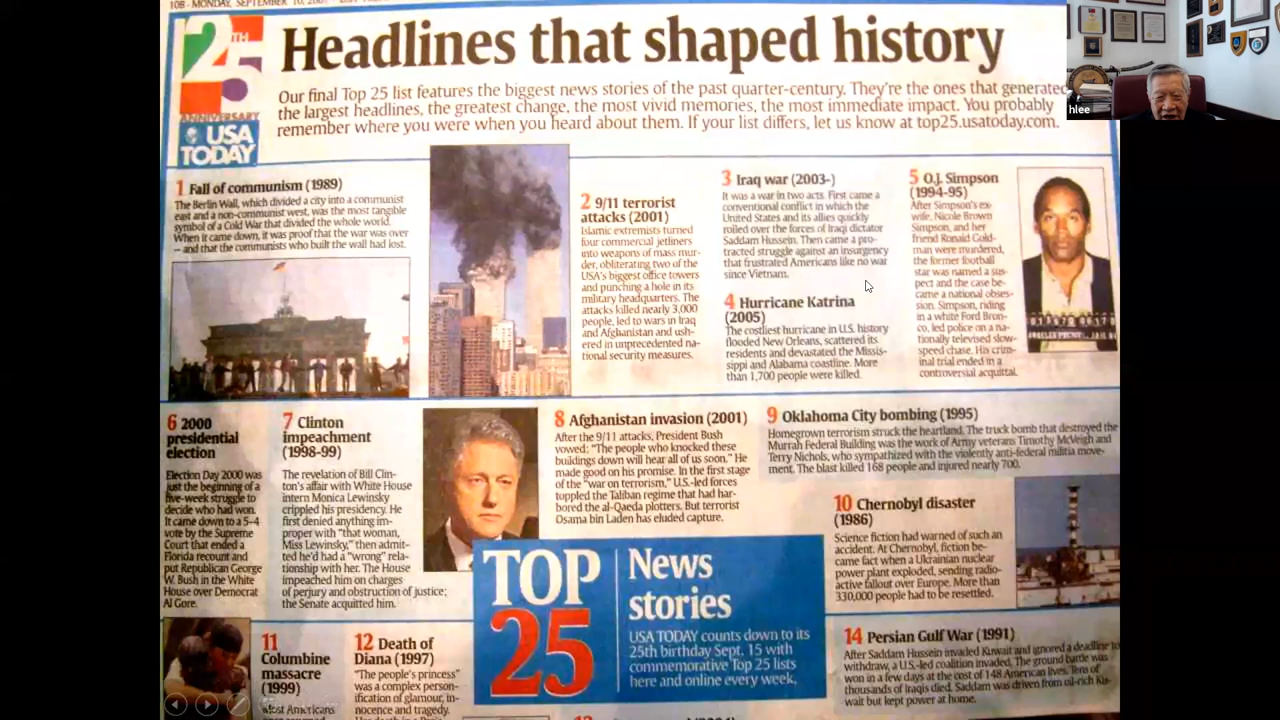 10B · MONDAY, SEPTEMBER 10,
25TH
ANNIVERSARY
USA
TODAY
Headlines that shaped history
Our final Top 25 list features the biggest news stories of the past quarter-century. They're the ones that generated
the largest headlines, the greatest change, the most vivid memories, the most immediate impact. You probably
remember where you were when you heard about them. If your list differs, let us know at top25.usatoday.com.
hlee
1 Fall of communism (1989)
The Berlin Wall, which divided a city into a communist
east and a non-communist west, was the most tangible
symbol of a Cold War that divided the whole world.
When it came down, it was proof that the war was over
– and that the communists who built the wall had lost.
2 9/11 terrorist
attacks (2001)
Islamic extremists turned
four commercial jetliners
into weapons of mass mur-
der, obliterating two of the
USA's biggest office towers
and punching a hole in its
military headquarters. The
attacks killed nearly 3,000
people, led to wars in Iraq
and Afghanistan and ush-
ered in unprecedented na-
tional security measures.
3 Iraq war (2003-)
It was a war in two acts. First came a
conventional conflict in which the
United States and its allies quickly
rolled over the forces of Iraqi dictator
Saddam Hussein. Then came a pro-
tracted struggle against an insurgency
that frustrated Americans like no war
since Vietnam.
4 Hurricane Katrina
(2005)
The costliest hurricane in U.S. history
flooded New Orleans, scattered its
residents and devastated the Missis-
sippi and Alabama coastline. More
than 1,700 people were killed.
5 O.J. Simpson
(1994-95)
After Simpson's ex-
wife, Nicole Brown
Simpson, and her
friend Ronald Gold-
man were murdered,
the former football
star was named a sus-
pect and the case be-
came a national obses-
sion. Simpson, riding
in a white Ford Bron-
co, led police on a na-
tionally televised slow-
speed chase. His crim-
inal trial ended in a
controversial acquittal.
6 2000
presidential
election
Election Day 2000 was
just the beginning of a
five-week struggle to
decide who had won.
It came down to a 5-4
vote by the Supreme
Court that ended a
Florida recount and
put Republican George
W. Bush in the White
House over Democrat
Al Gore.
7 Clinton
impeachment
(1998-99)
The revelation of Bill Clin-
ton's affair with White House
intern Monica Lewinsky
crippled his presidency. He
first denied anything im-
proper with "that woman,
Miss Lewinsky," then admit-
ted he'd had a "wrong" rela-
tionship with her. The House
impeached him on charges
of perjury and obstruction of justice;
the Senate acquitted him.
8 Afghanistan invasion (2001)
After the 9/11 attacks, President Bush
vowed: "The people who knocked these
buildings down will hear all of us soon." He
made good on his promise. In the first stage
of the "war on terrorism," U.S.-led forces
toppled the Taliban regime that had har-
bored the al-Qaeda plotters. But terrorist
Osama bin Laden has eluded capture.
9 Oklahoma City bombing (1995)
Homegrown terrorism struck the heartland. The truck bomb that destroyed the
Murrah Federal Building was the work of Army veterans Timothy McVeigh and
Terry Nichols, who sympathized with the violently anti-federal militia move-
ment. The blast killed 168 people and injured nearly 700.
10 Chernobyl disaster
(1986)
Science fiction had warned of such an
accident. At Chernobyl, fiction be-
came fact when a Ukrainian nuclear
power plant exploded, sending radio-
active fallout over Europe. More than
330,000 people had to be resettled.
TOP
25
News
stories
USA TODAY counts down to its
25th birthday Sept. 15 with
commemorative Top 25 lists
here and online every week.
11
Columbine
massacre
(1999)
Most Americans
12 Death of
Diana (1997)
"The people's princess"
was a complex person-
ification of glamour, in-
nocence and tragedy.
14 Persian Gulf War (1991)
After Saddam Hussein invaded Kuwait and ignored a deadline to
withdraw, a U.S.-led coalition invaded. The ground battle was
won in a few days at the cost of 148 American lives. Tens of
thousands of Iraqis died. Saddam was driven from oil-rich Ku-
wait but kept power at home.